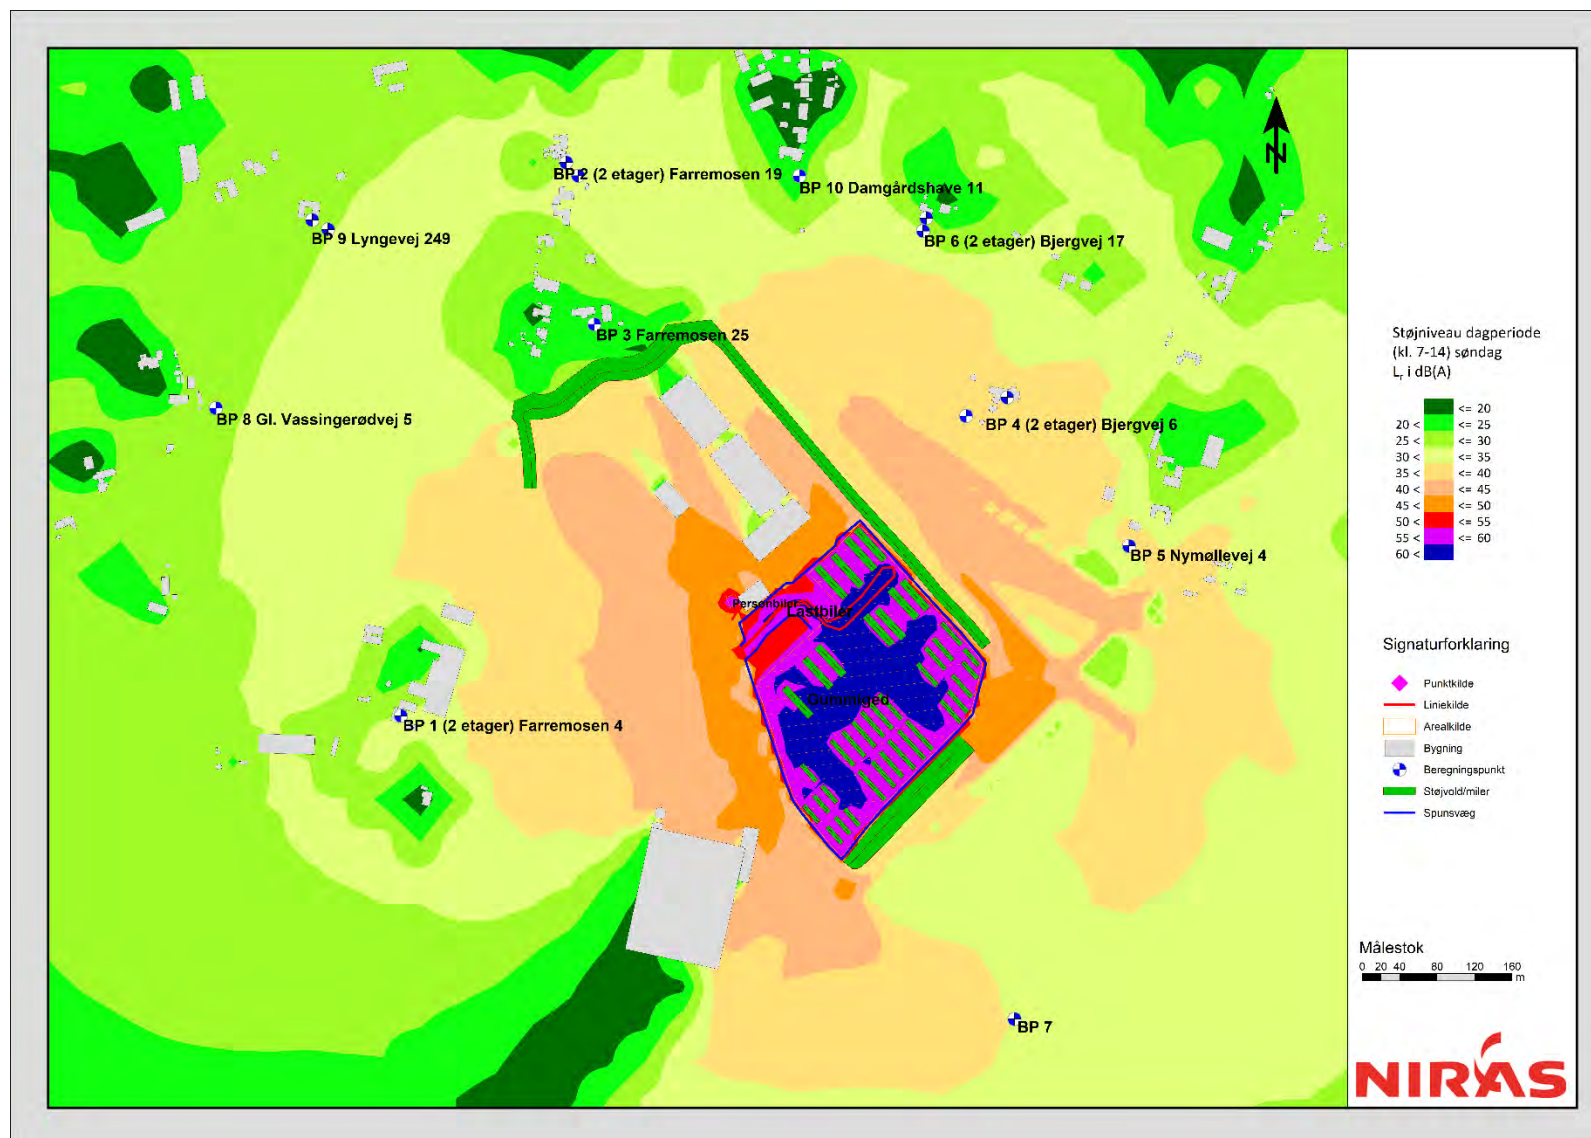 N
BP 2 (2 etager) Farremosen 19
BP 10 Damgårdshave 11
BP 9 Lyngevej 249
BP 6 (2 etager) Bjergvej 17
BP 3 Farremosen 25
BP 8 Gl. Vassingerødvej 5
BP 4 (2 etager) Bjergvej 6
BP 5 Nymøllevej 4
Personbiler
Lastbiler
Gummiged
BP 1 (2 etager) Farremosen 4
BP 7
Støjniveau dagperiode
(kl. 7-14) søndag
Lr i dB(A)
<= 20
20 < <= 25
25 < <= 30
30 < <= 35
35 < <= 40
40 < <= 45
45 < <= 50
50 < <= 55
55 < <= 60
60 <
Signaturforklaring
Punktkilde
Liniekilde
Arealkilde
Bygning
Beregningspunkt
Støjvold/miler
Spunsvæg
Målestok
0 20 40 80 120 160
m
NIRAS